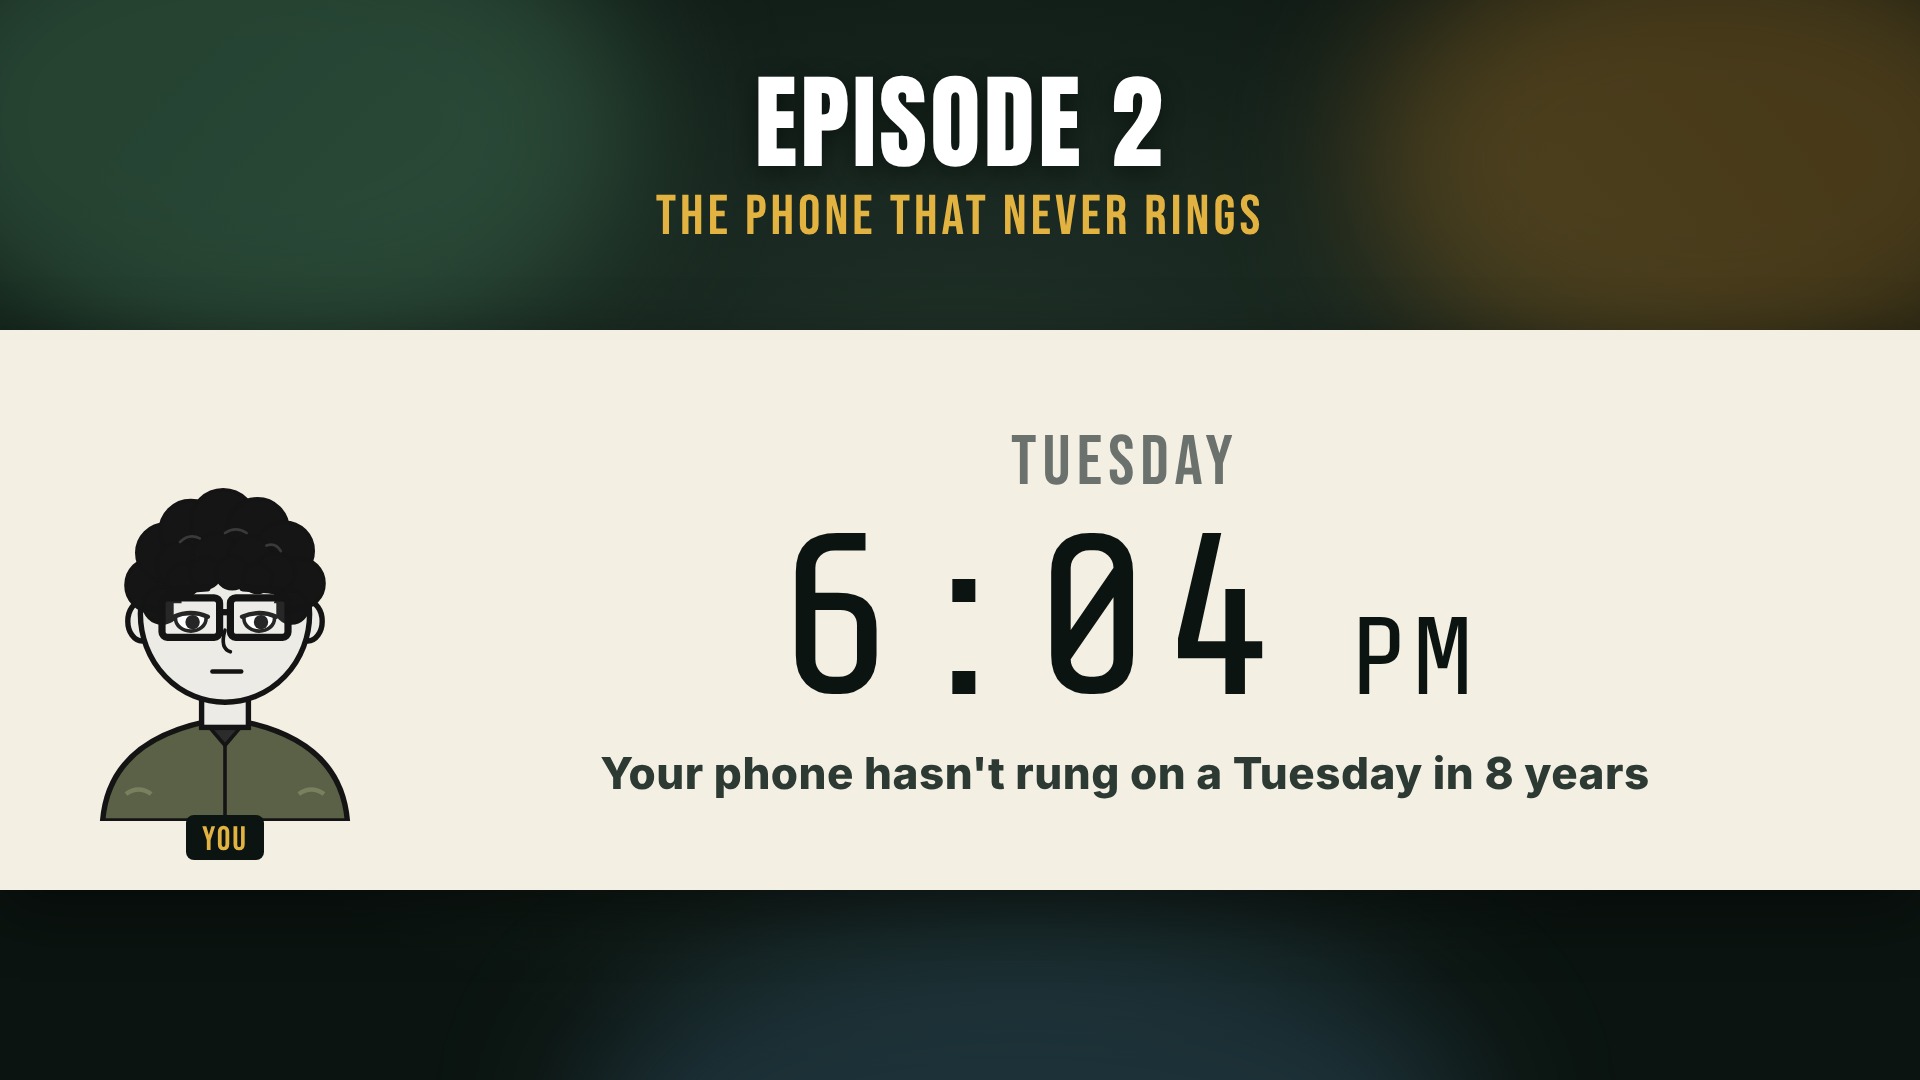 EPISODE 2
THE PHONE THAT NEVER RINGS
TUESDAY
6:04 PM
Your phone hasn't rung on a Tuesday in 8 years
YOU